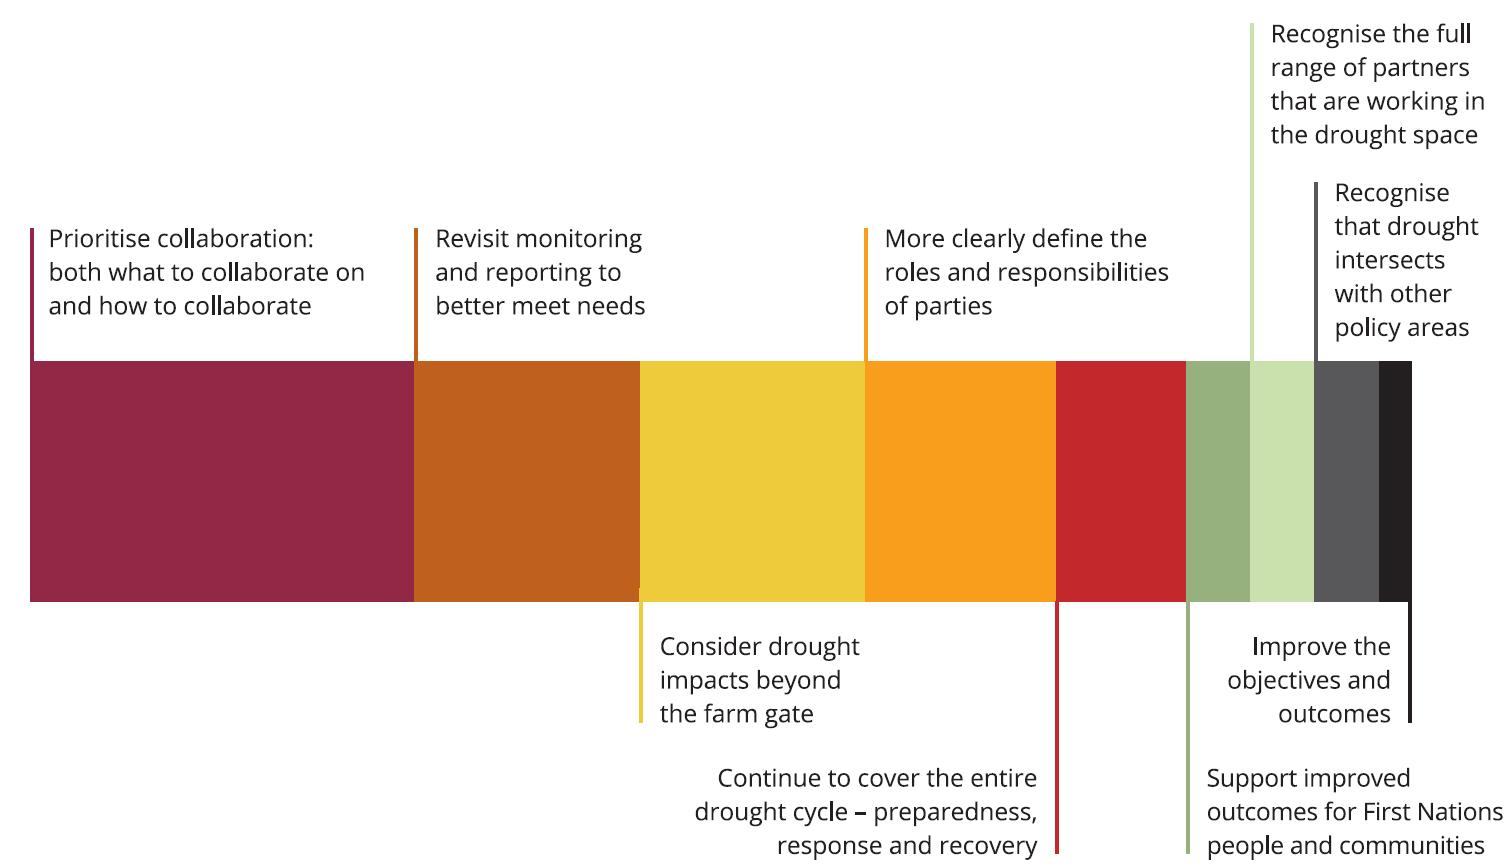 Recognise the full
range of partners
that are working in
the drought space
Recognise
that drought
intersects
with other
policy areas
Prioritise collaboration:
both what to collaborate on
and how to collaborate
Revisit monitoring
and reporting to
better meet needs
More clearly define the
roles and responsibilities
of parties
Consider drought
impacts beyond
the farm gate
Improve the
objectives and
outcomes
Continue to cover the entire
drought cycle – preparedness,
response and recovery
Support improved
outcomes for First Nations
people and communities